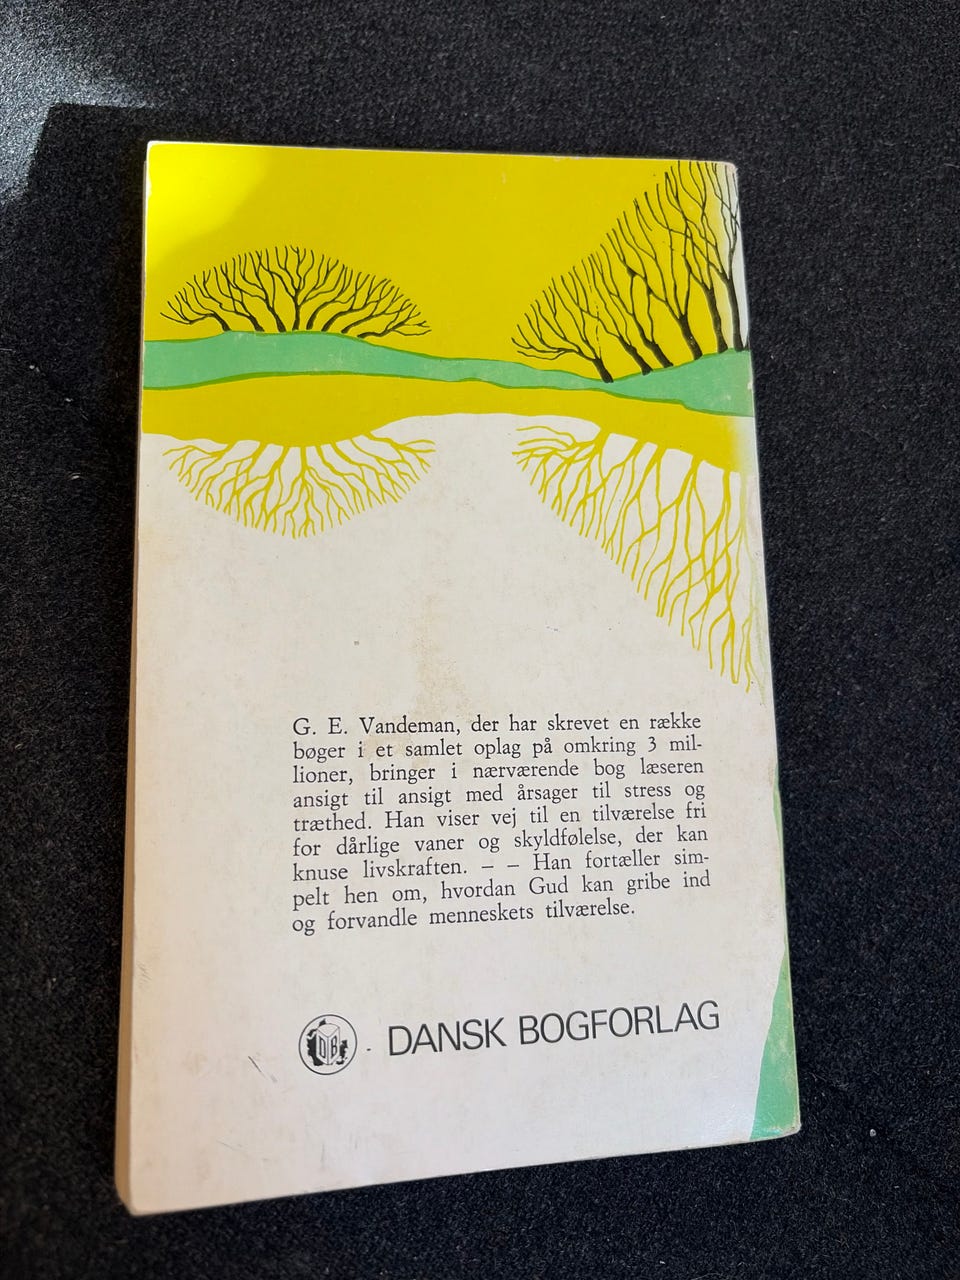 G. E. Vandeman, der har skrevet en række
bøger i et samlet oplag på omkring 3 mil-
lioner, bringer i nærværende bog læseren
ansigt til ansigt med årsager til stress og
træthed. Han viser vej til en tilværelse fri
for dårlige vaner og skyldfølelse, der kan
knuse livskraften. – – Han fortæller sim-
pelt hen om, hvordan Gud kan gribe ind
og forvandle menneskets tilværelse.
DB
DANSK BOGFORLAG